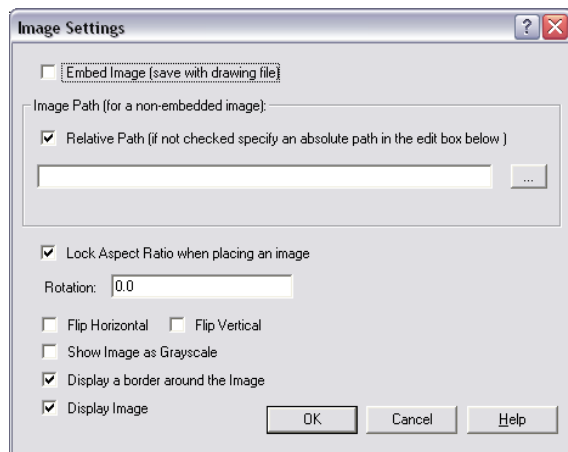 Image Settings
Embed Image (save with drawing file)
Image Path (for a non-embedded image):
Relative Path (if not checked specify an absolute path in the edit box below )
...
Lock Aspect Ratio when placing an image
Rotation: 0.0
Flip Horizontal Flip Vertical
Show Image as Grayscale
Display a border around the Image
Display Image
OK Cancel Help